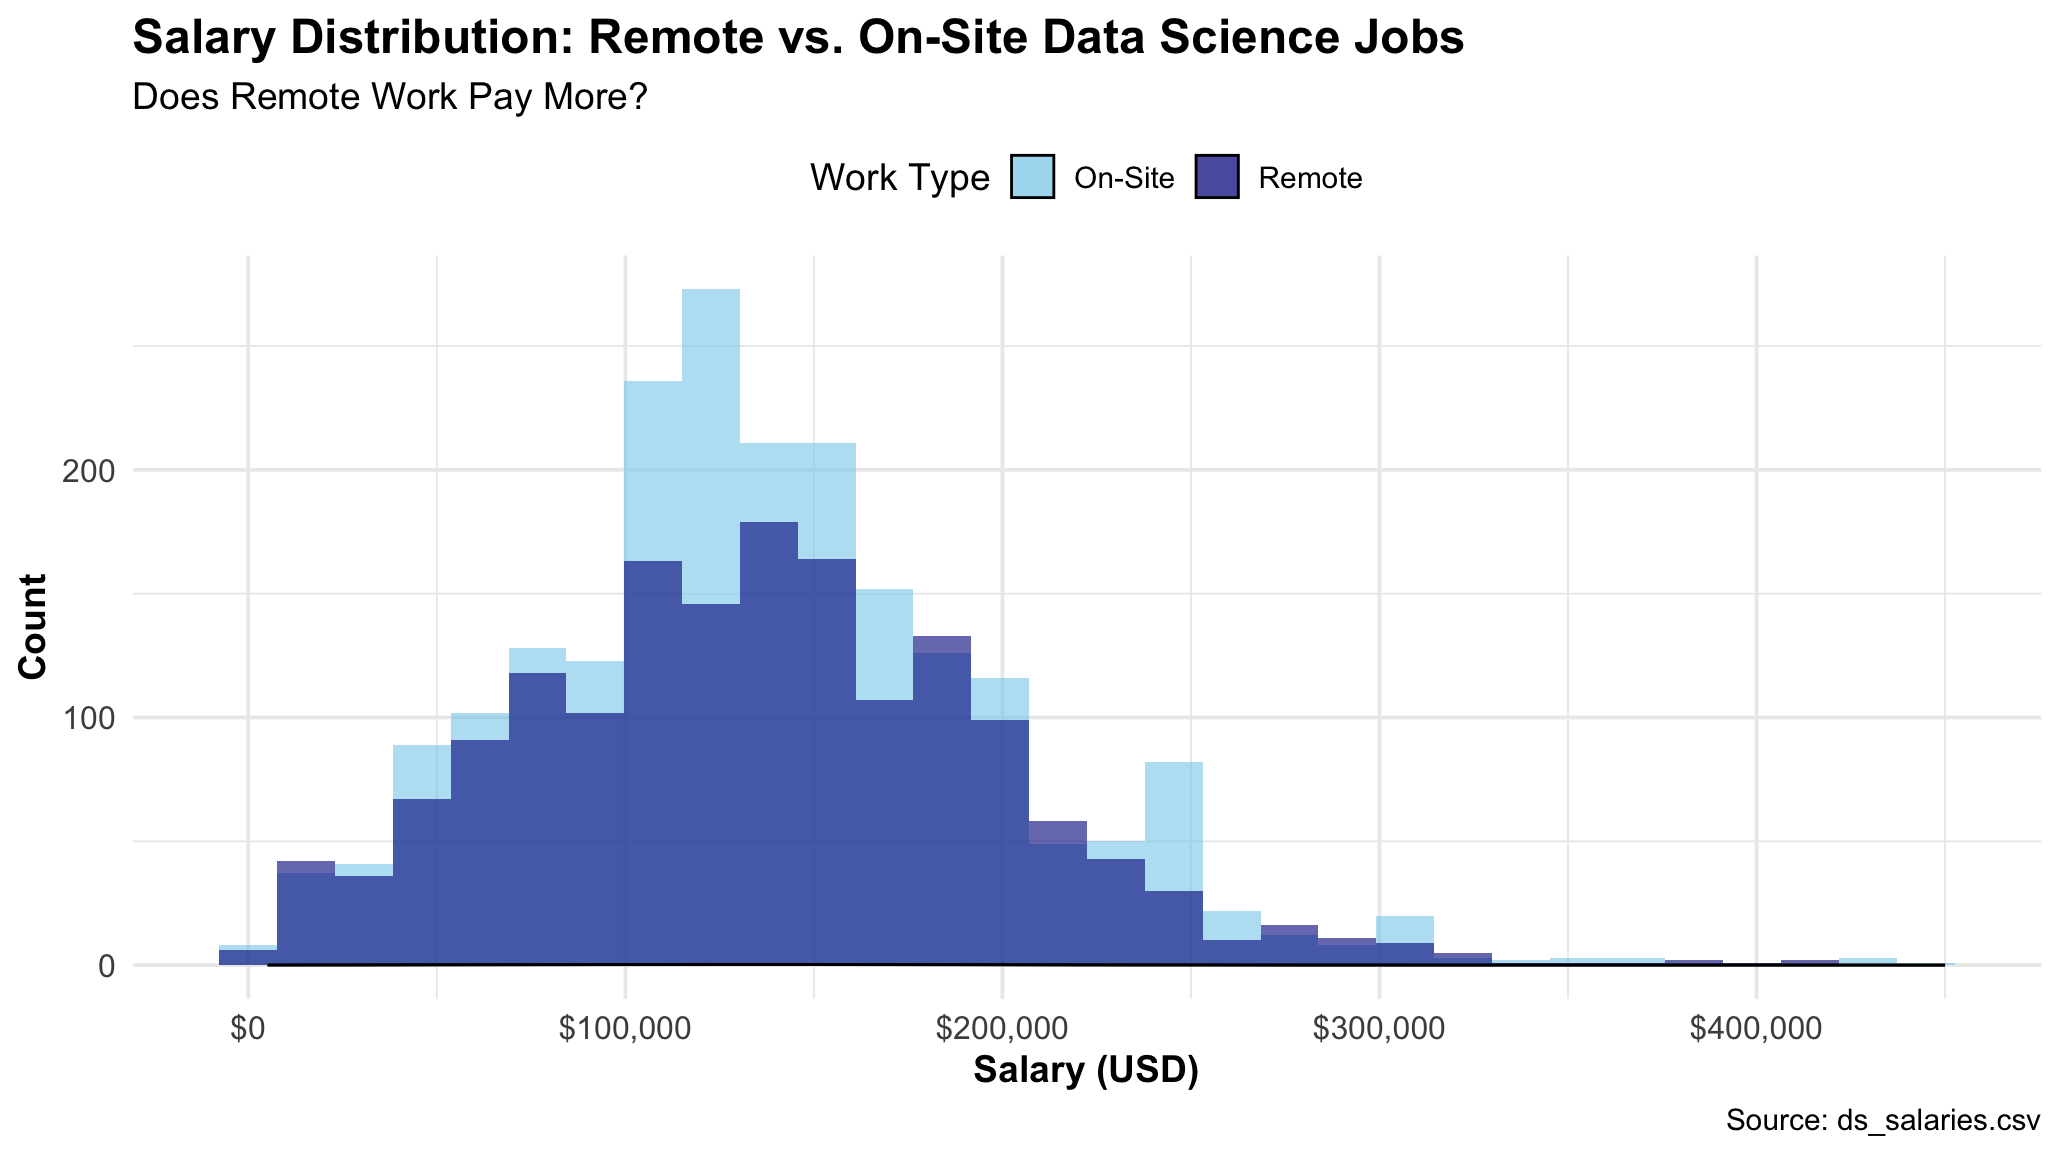 Salary Distribution: Remote vs. On-Site Data Science Jobs
Does Remote Work Pay More?
Work Type On-Site Remote
Count
200
100
0
$0 $100,000 $200,000 $300,000 $400,000
Salary (USD)
Source: ds_salaries.csv